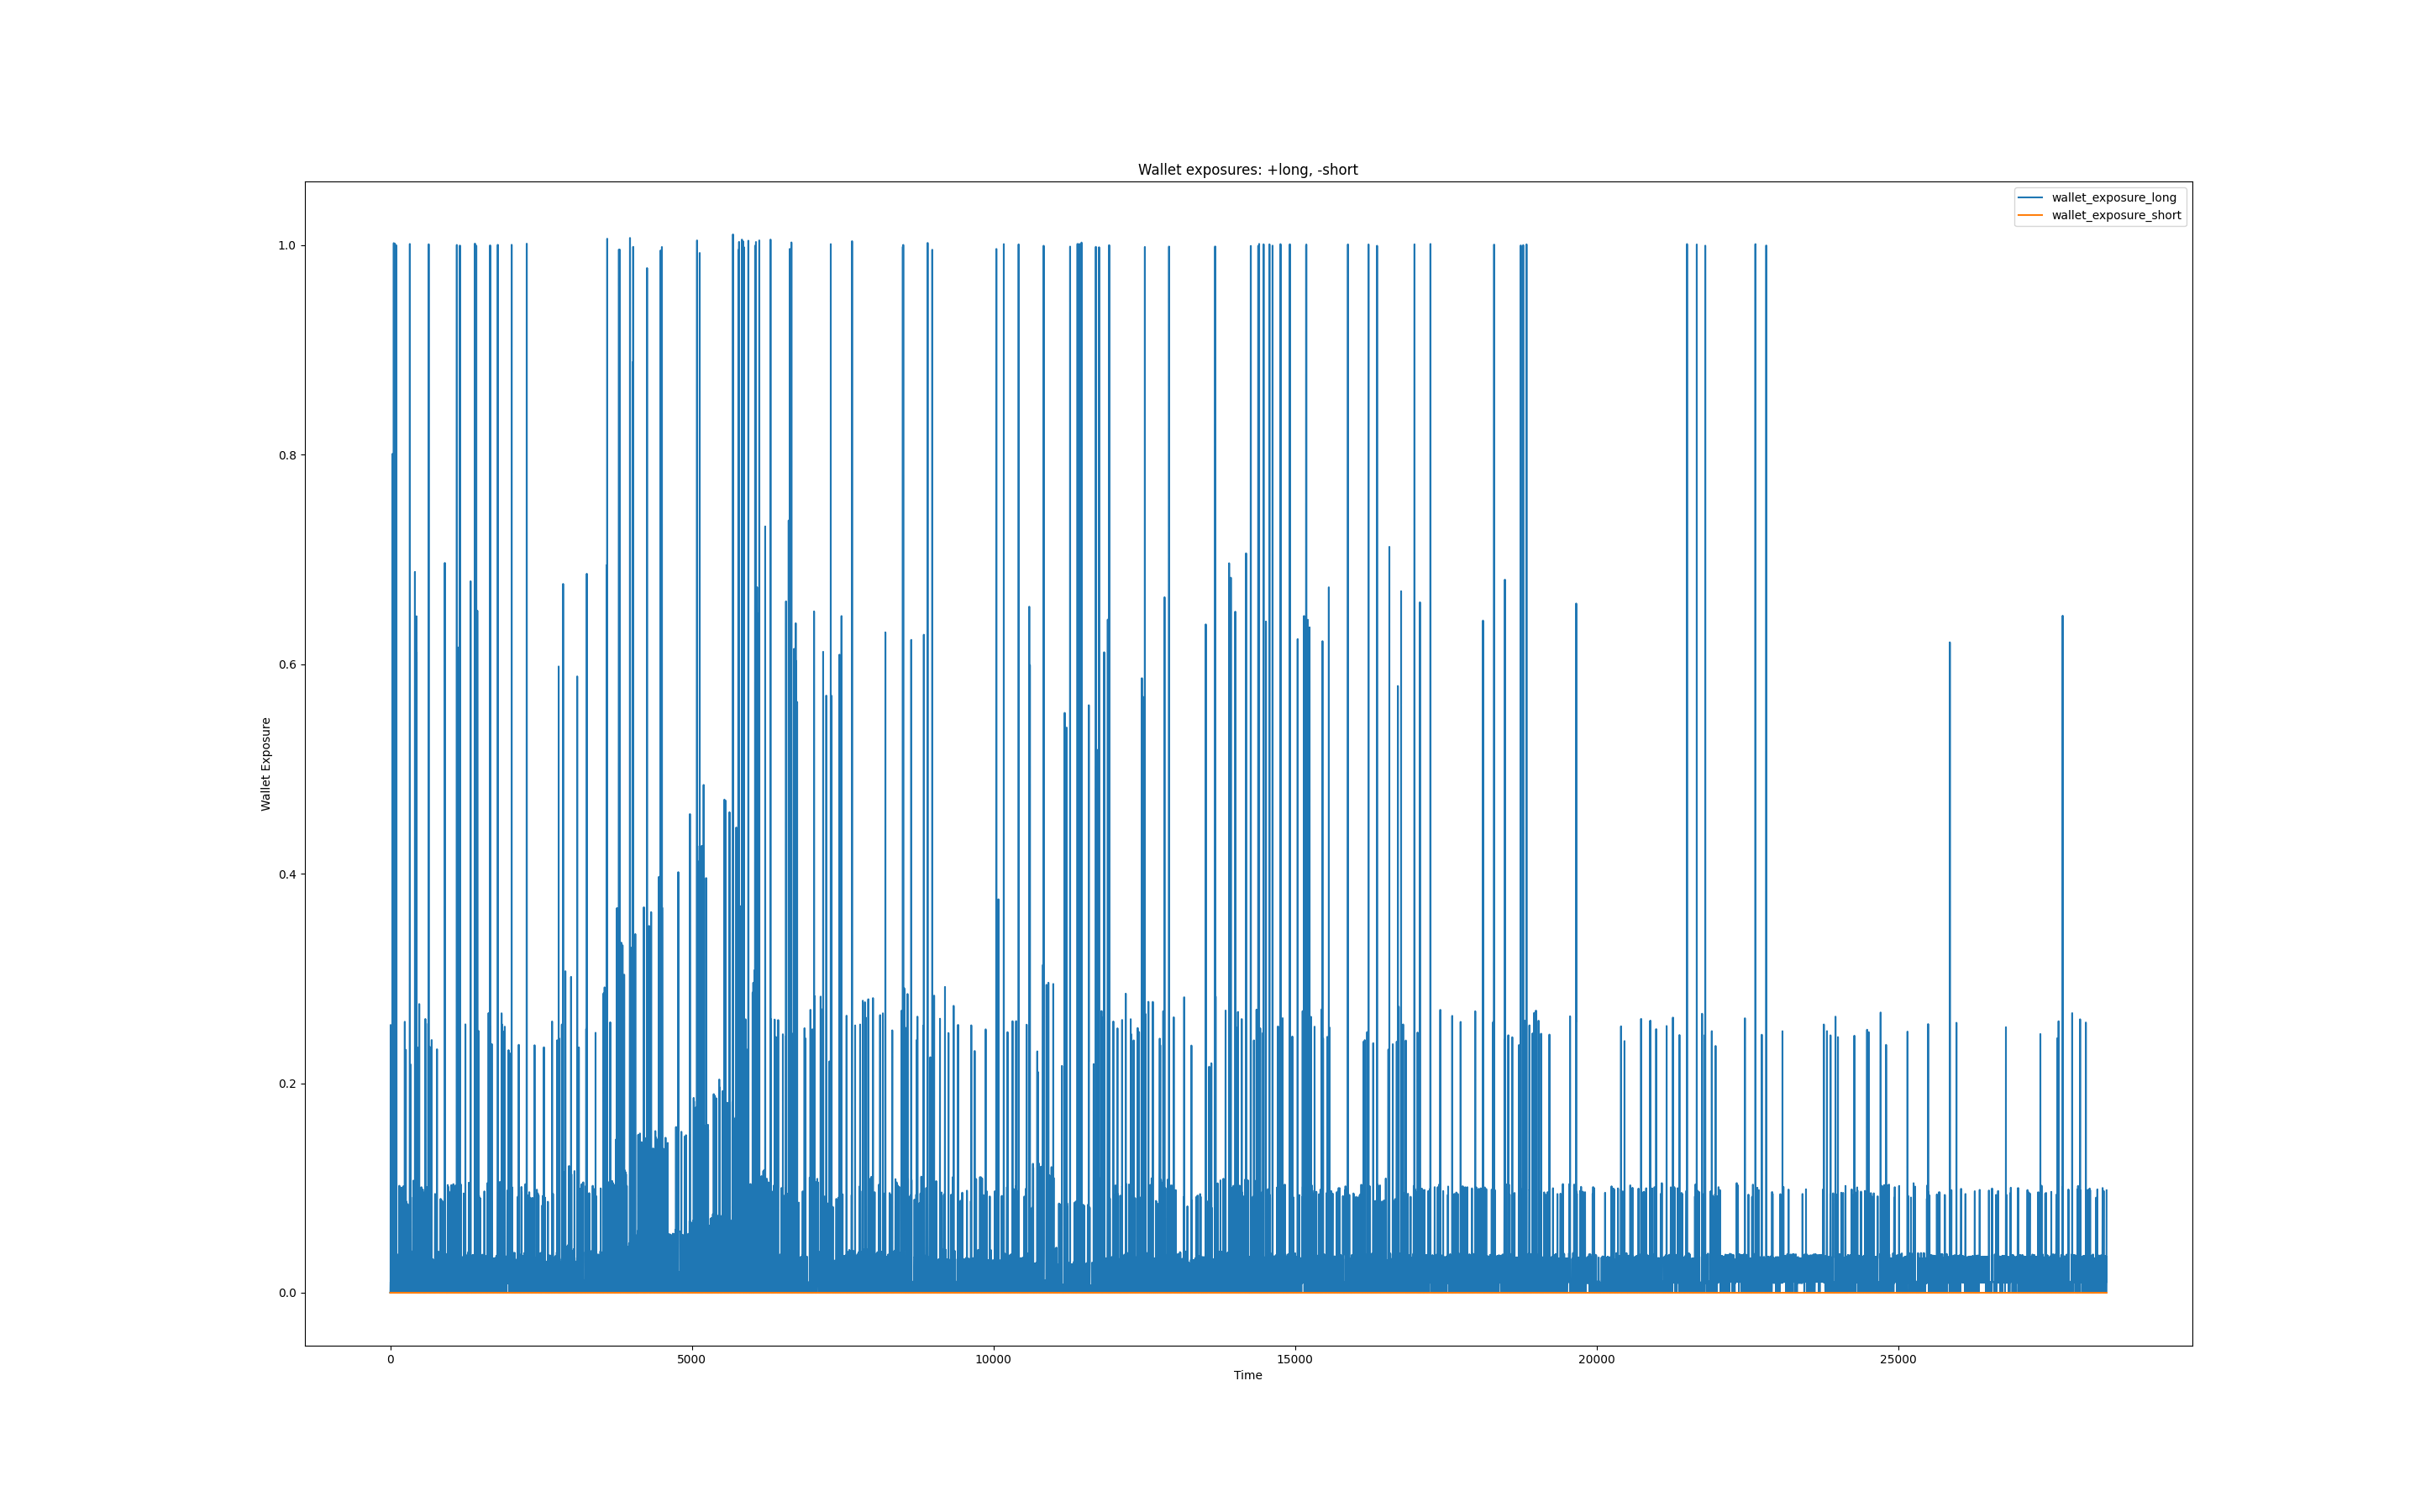 Wallet exposures: +long, -short
wallet_exposure_long
wallet_exposure_short
1.0
0.8
0.6
0.4
0.2
0.0
Wallet Exposure
0 5000 10000 15000 20000 25000
Time